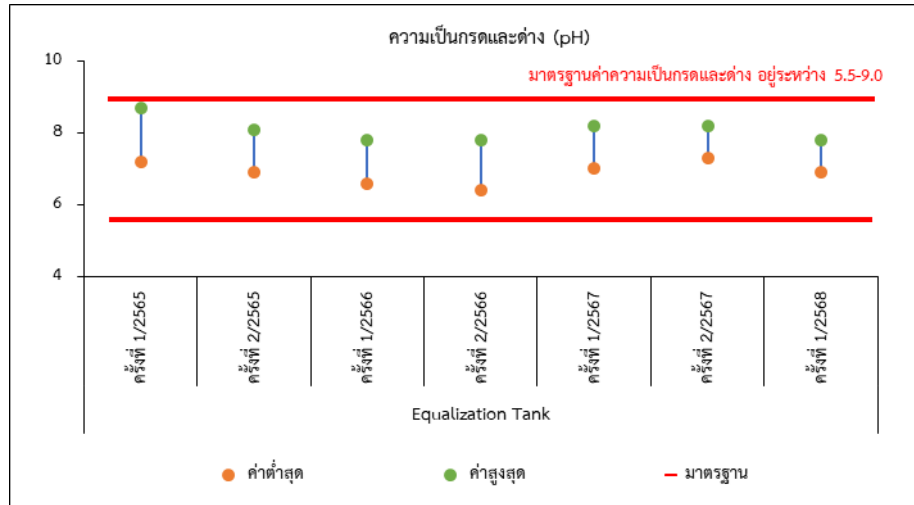 ความเป็นกรดและด่าง (pH)
10
มาตรฐานค่าความเป็นกรดและด่าง อยู่ระหว่าง 5.5-9.0
8
6
4
ครั้งที่ 1/2565
ครั้งที่ 2/2565
ครั้งที่ 1/2566
ครั้งที่ 2/2566
ครั้งที่ 1/2567
ครั้งที่ 2/2567
ครั้งที่ 1/2568
Equalization Tank
ค่าต่ำสุด
ค่าสูงสุด
มาตรฐาน